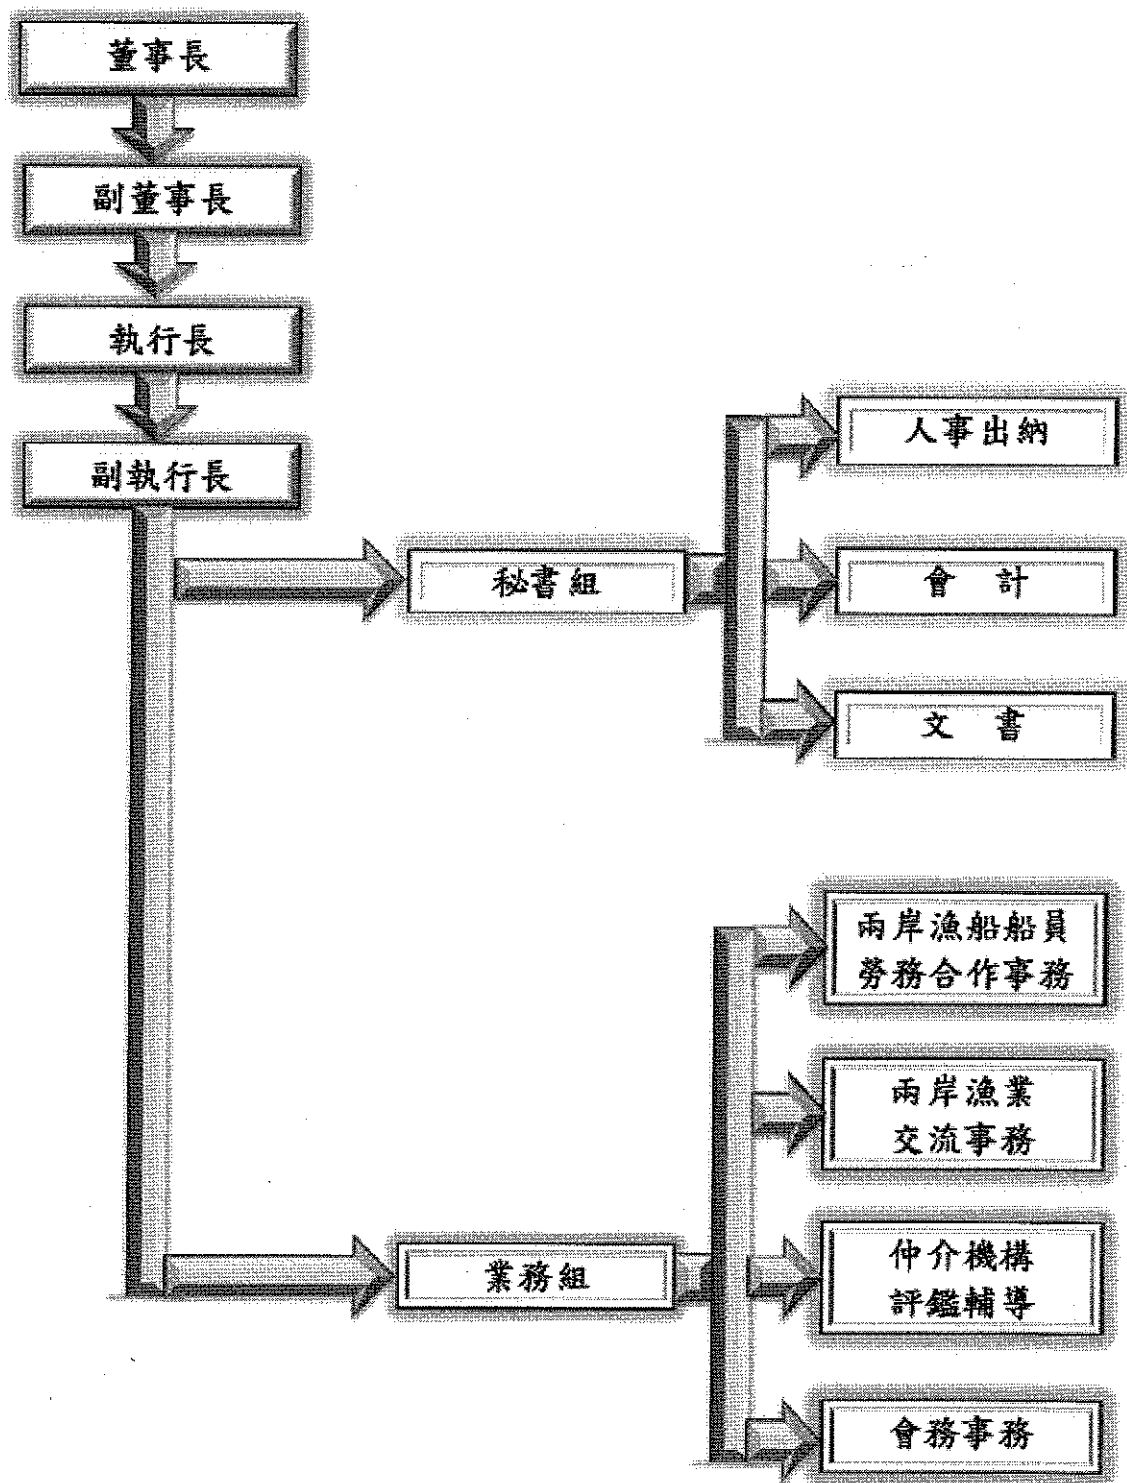 董事長
副董事長
執行長
副執行長
秘書組
人事出納
會 計
文 書
業務組
兩岸漁船船員
勞務合作事務
兩岸漁業
交流事務
仲介機構
評鑑輔導
會務事務